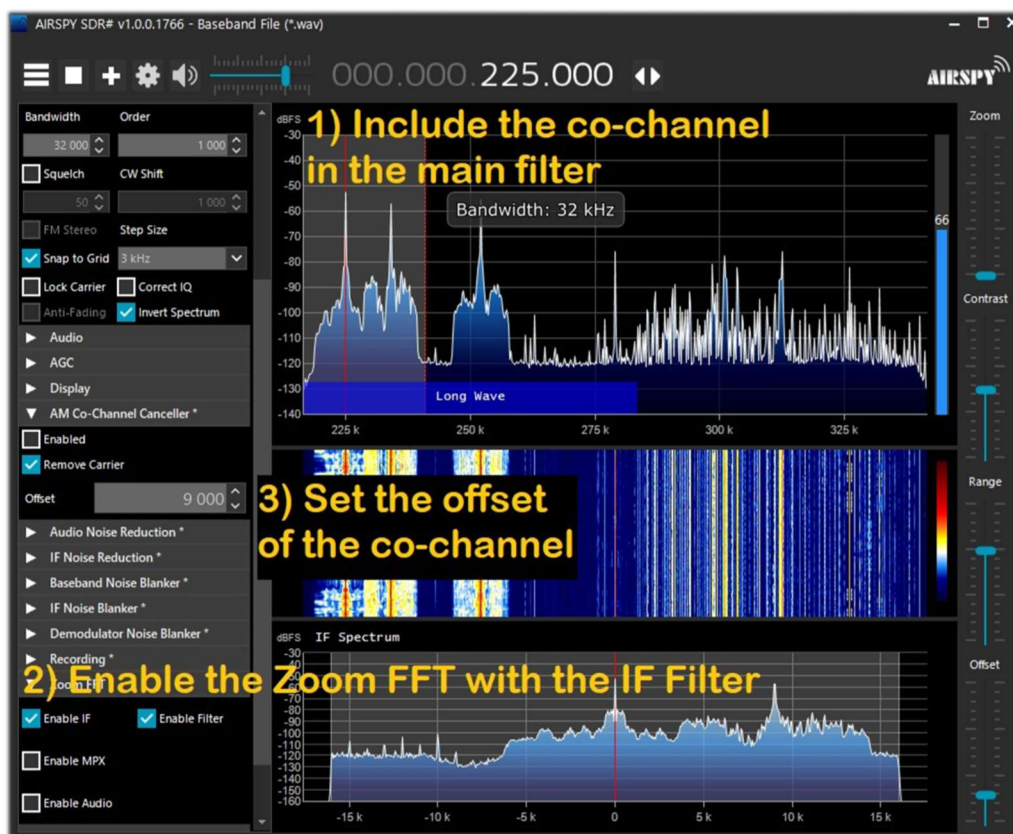 AIRSPY SDR# v1.0.0.1766 - Baseband File (*.wav)
000.000.225.000
AIRSPY
Bandwidth Order
32 000 1 000
Squelch CW Shift
50 1 000
FM Stereo Step Size
Snap to Grid 3 kHz
Lock Carrier Correct IQ
Anti-Fading Invert Spectrum
Audio
AGC
Display
AM Co-Channel Canceller *
Enabled
Remove Carrier
Offset 9 000
Audio Noise Reduction *
IF Noise Reduction *
Baseband Noise Blanker *
IF Noise Blanker *
Demodulator Noise Blanker *
Recording *
Zoom FFT
Enable IF Enable Filter
Enable MPX
Enable Audio
dBFS
1) Include the co-channel
in the main filter
Bandwidth: 32 kHz
-30
-40
-50
-60
-70
-80
-90
-100
-110
-120
-130
-140
Long Wave
225 k 250 k 275 k 300 k 325 k
66
3) Set the offset
of the co-channel
dBFS IF Spectrum
2) Enable the Zoom FFT with the IF Filter
-30
-80
-90
-100
-110
-120
-130
-140
-150
-160
-15 k -10 k -5 k 0 5 k 10 k 15 k
Zoom
Contrast
Range
Offset